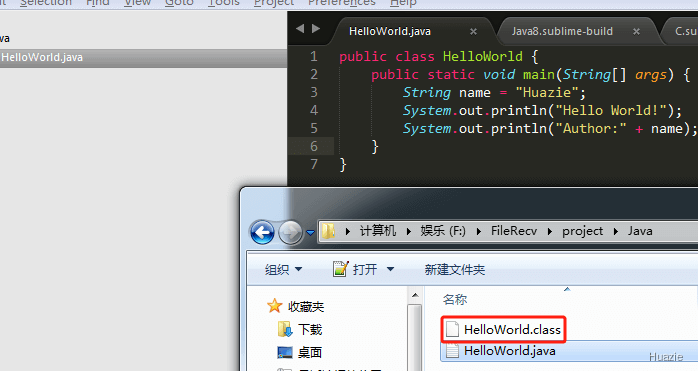 Selection Find View Goto Tools Project Preferences Help
HelloWorld.java
HelloWorld.java × Java8.sublime-build × C.su
1 public class HelloWorld {
2 public static void main(String[] args) {
3 String name = "Huazie";
4 System.out.println("Hello World!");
5 System.out.println("Author:" + name);
6 }
7 }
计算机 娱乐 (F:) FileRecv project Java
组织 打开 新建文件夹
收藏夹
下载
桌面
名称
HelloWorld.class
HelloWorld.java
Huazie